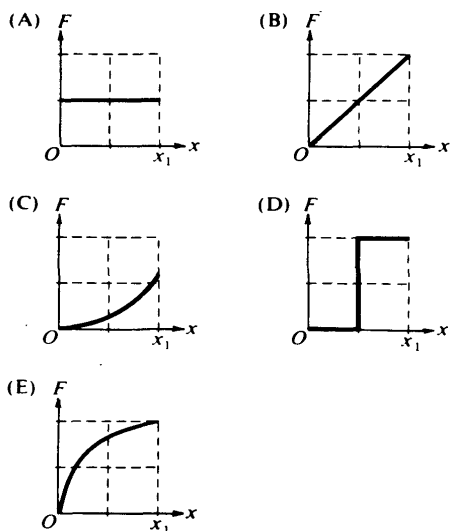 (A) F
O x₁ x
(B) F
O x₁ x
(C) F
O x₁ x
(D) F
O x₁ x
(E) F
O x₁ x